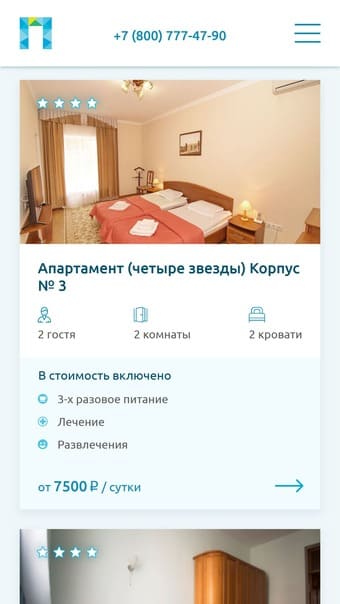 +7 (800) 777-47-90
Апартамент (четыре звезды) Корпус
№ 3
2 гостя
2 комнаты
2 кровати
В стоимость включено
3-х разовое питание
Лечение
Развлечения
от 7500 ₽ / сутки